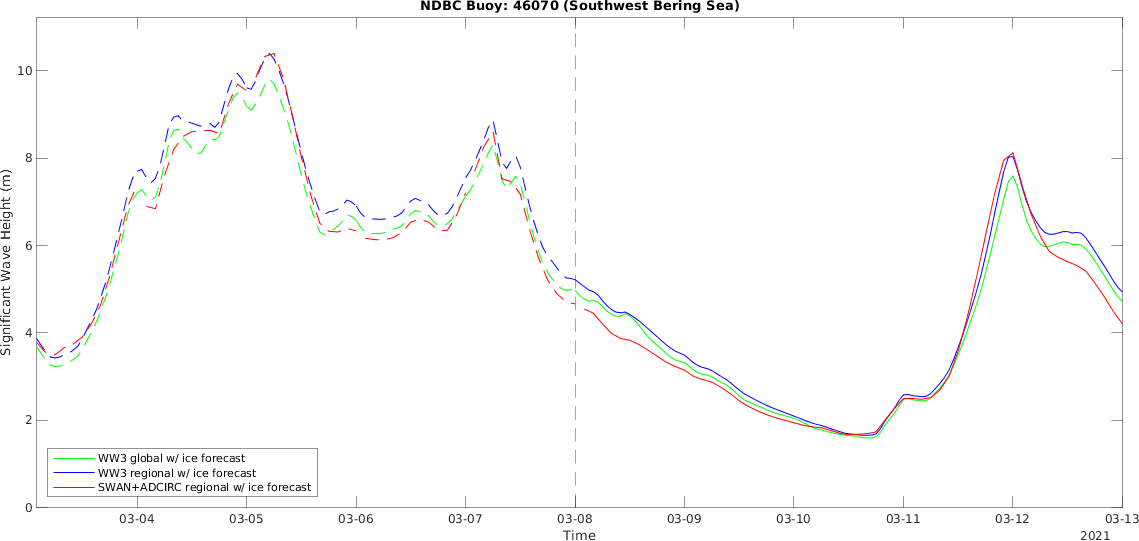 NDBC Buoy: 46070 (Southwest Bering Sea)
Significant Wave Height (m)
10
8
6
4
2
0
WW3 global w/ ice forecast
WW3 regional w/ ice forecast
SWAN+ADCIRC regional w/ ice forecast
03-04 03-05 03-06 03-07 03-08 03-09 03-10 03-11 03-12 03-13
Time
2021